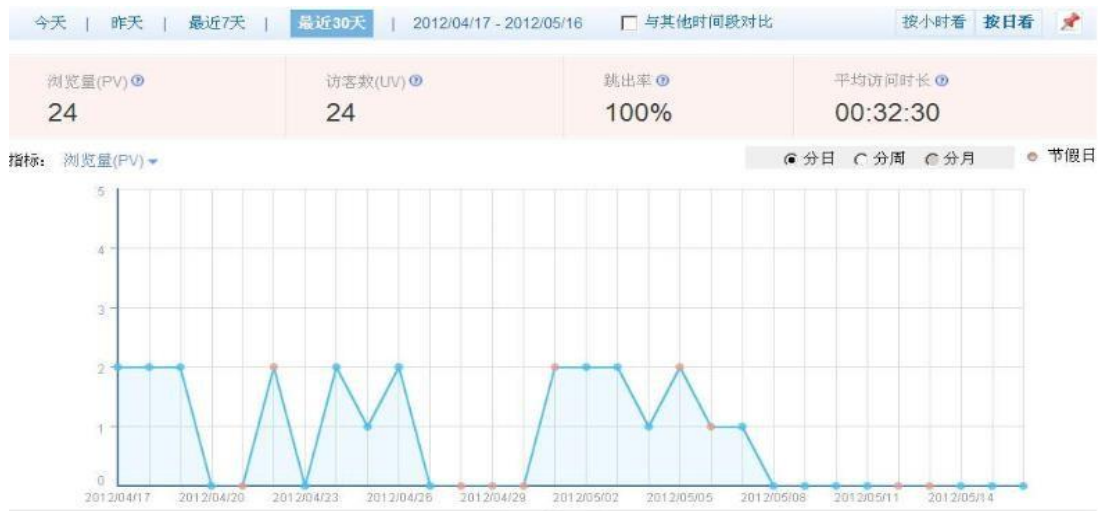 今天 | 昨天 | 最近7天 | 最近30天 | 2012/04/17 - 2012/05/16 与其他时间段对比 按小时看 按日看
浏览量(PV) 访客数(UV) 跳出率 平均访问时长
24 24 100% 00:32:30
指标: 浏览量(PV) 分日 分周 分月 节假日
5
4
3
2
1
0
2012/04/17 2012/04/20 2012/04/23 2012/04/26 2012/04/29 2012/05/02 2012/05/05 2012/05/08 2012/05/11 2012/05/14